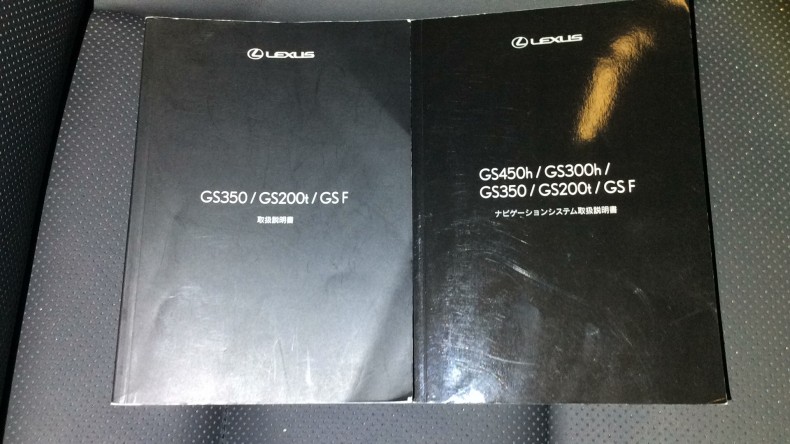 LEXUS
GS350 / GS200t / GS F
取扱説明書
LEXUS
GS450h / GS300h /
GS350 / GS200t / GS F
ナビゲーションシステム取扱説明書